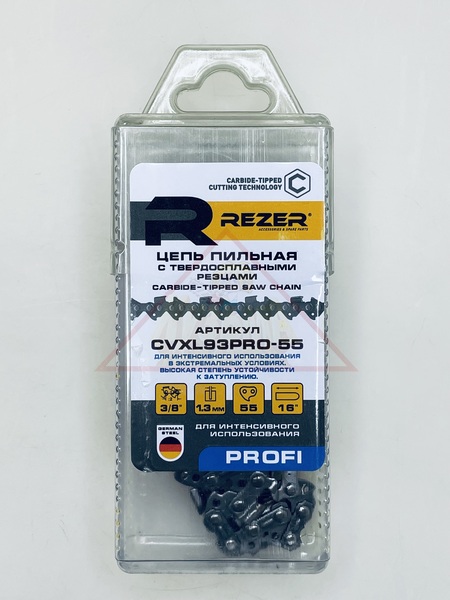 CARBIDE-TIPPED
CUTTING TECHNOLOGY
C
R
REZER®
ACCESSORIES & SPARE PARTS
ЦЕПЬ ПИЛЬНАЯ
С ТВЕРДОСПЛАВНЫМИ
РЕЗЦАМИ
CARBIDE-TIPPED SAW CHAIN
АРТИКУЛ
CVXL93PRO-55
ДЛЯ ИНТЕНСИВНОГО ИСПОЛЬЗОВАНИЯ
В ЭКСТРЕМАЛЬНЫХ УСЛОВИЯХ,
ВЫСОКАЯ СТЕПЕНЬ УСТОЙЧИВОСТИ
К ЗАТУПЛЕНИЮ.
3/8" 1.3мм 55 16"
GERMAN
STEEL
ДЛЯ ИНТЕНСИВНОГО
ИСПОЛЬЗОВАНИЯ
PROFI